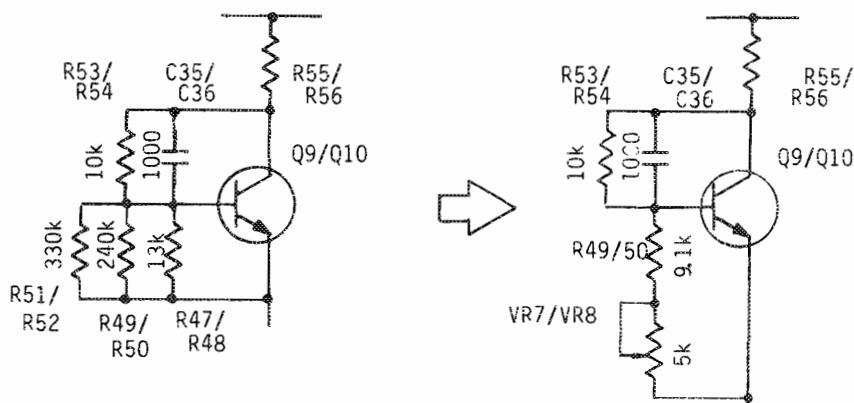 R53/
R54
C35/
C36
R55/
R56
10k
1000
Q9/Q10
330k
240k
13k
R51/
R52
R49/
R50
R47/
R48
R53/
R54
C35/
C36
R55/
R56
10k
1000
Q9/Q10
R49/50
9.1k
VR7/VR8
5k